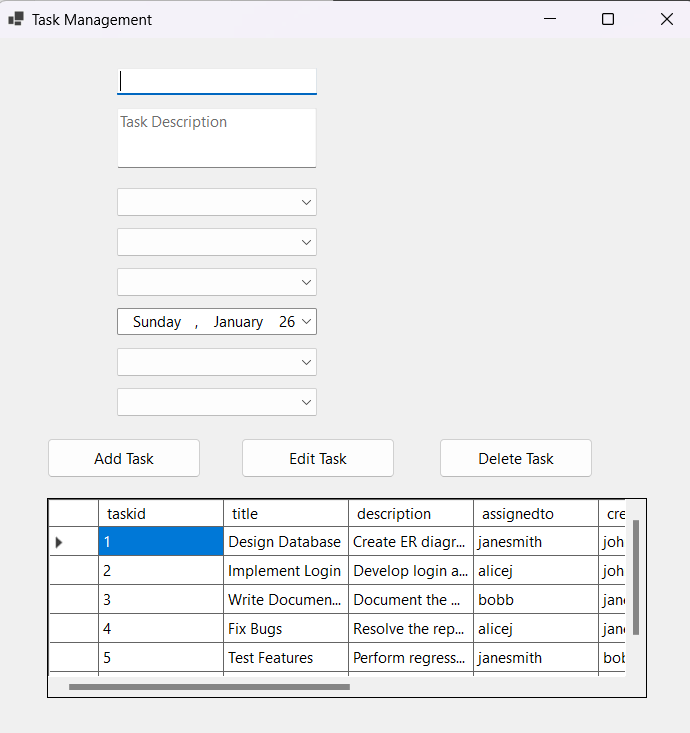 Task Management
Task Description
Sunday , January 26
Add Task Edit Task Delete Task
taskid title description assignedto cre
1 Design Database Create ER diagr... janesmith joh
2 Implement Login Develop login a... alicej joh
3 Write Documen... Document the ... bobb jane
4 Fix Bugs Resolve the rep... alicej jane
5 Test Features Perform regress... janesmith bob